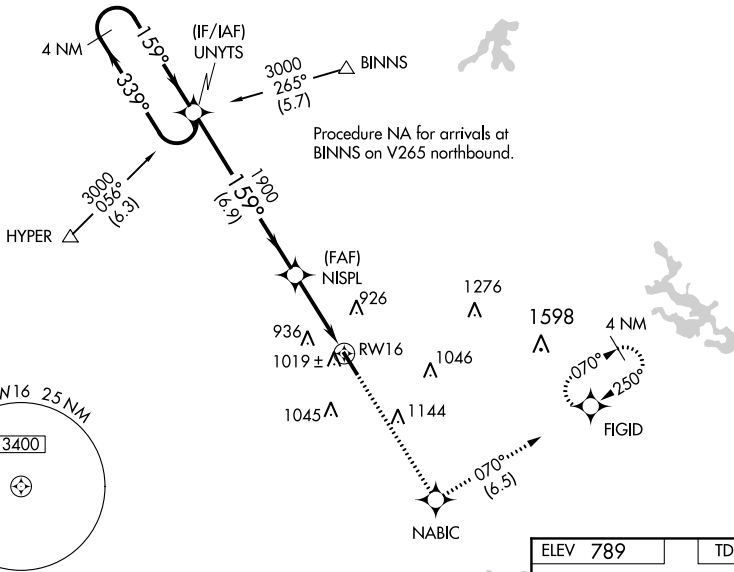 (IF/IAF)
UNYTS
4 NM
159°
339°
3000
265°
(5.7)
BINNS
Procedure NA for arrivals at
BINNS on V265 northbound.
3000
056°
(6.3)
HYPER
1900
159°
(6.9)
(FAF)
NISPL
926
1276
1598
4 NM
936
1019 ±
RW16
1046
070°
250°
FIGID
1045
1144
W16 25 NM
3400
070°
(6.5)
NABIC
ELEV 789
TD